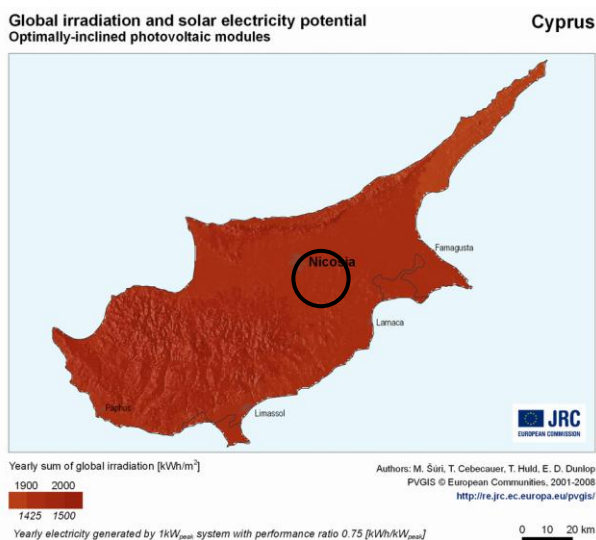 Global irradiation and solar electricity potential
Optimally-inclined photovoltaic modules
Cyprus
Nicosia
Famagusta
Larnaca
Paphos
Limassol
JRC
EUROPEAN COMMISSION
Yearly sum of global irradiation [kWh/m²]
1900 2000
1425 1500
Yearly electricity generated by 1kWpeak system with performance ratio 0.75 [kWh/kWpeak]
Authors: M. Šúri, T. Cebecauer, T. Huld, E. D. Dunlop
PVGIS © European Communities, 2001-2008
http://re.jrc.ec.europa.eu/pvgis/
0 10 20 km